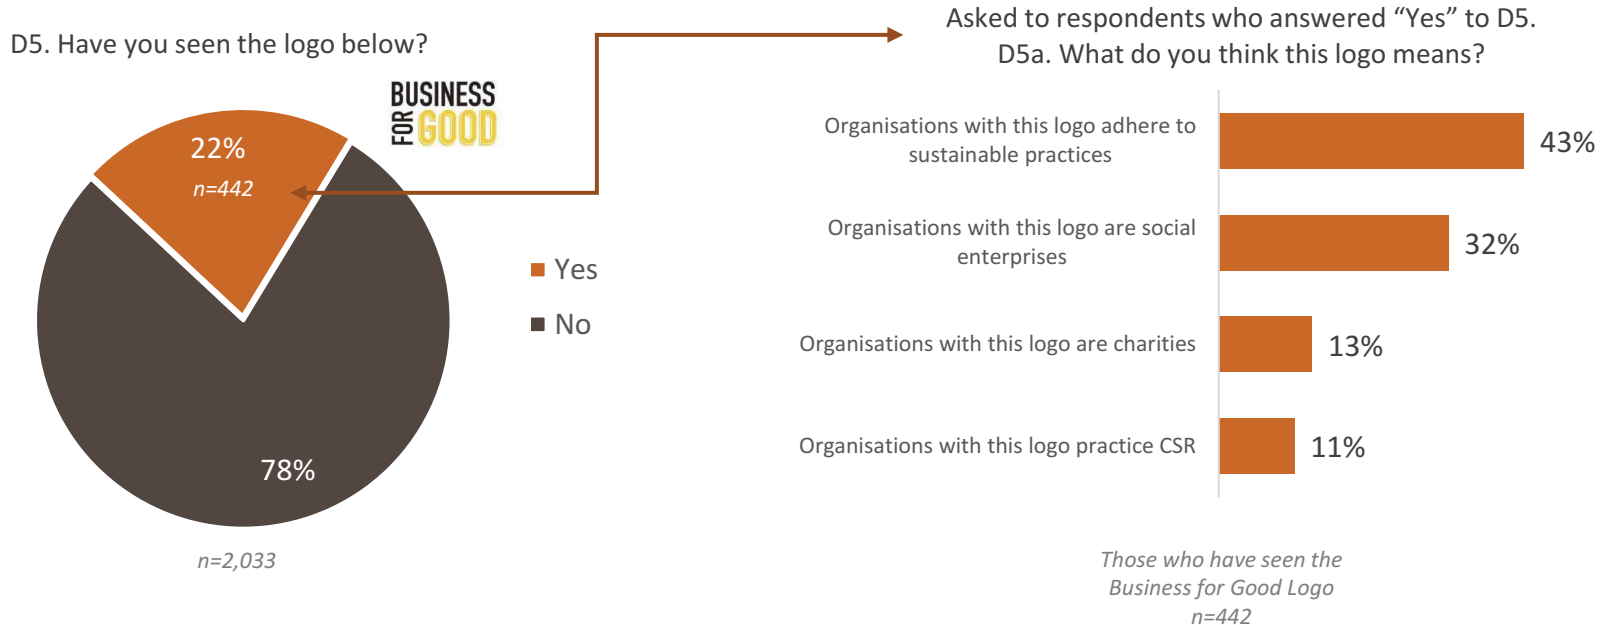 D5. Have you seen the logo below?
BUSINESS
FOR GOOD
22%
n=442
78%
Yes
No
n=2,033
Asked to respondents who answered “Yes” to D5.
D5a. What do you think this logo means?
Organisations with this logo adhere to
sustainable practices
43%
Organisations with this logo are social
enterprises
32%
Organisations with this logo are charities
13%
Organisations with this logo practice CSR
11%
Those who have seen the
Business for Good Logo
n=442